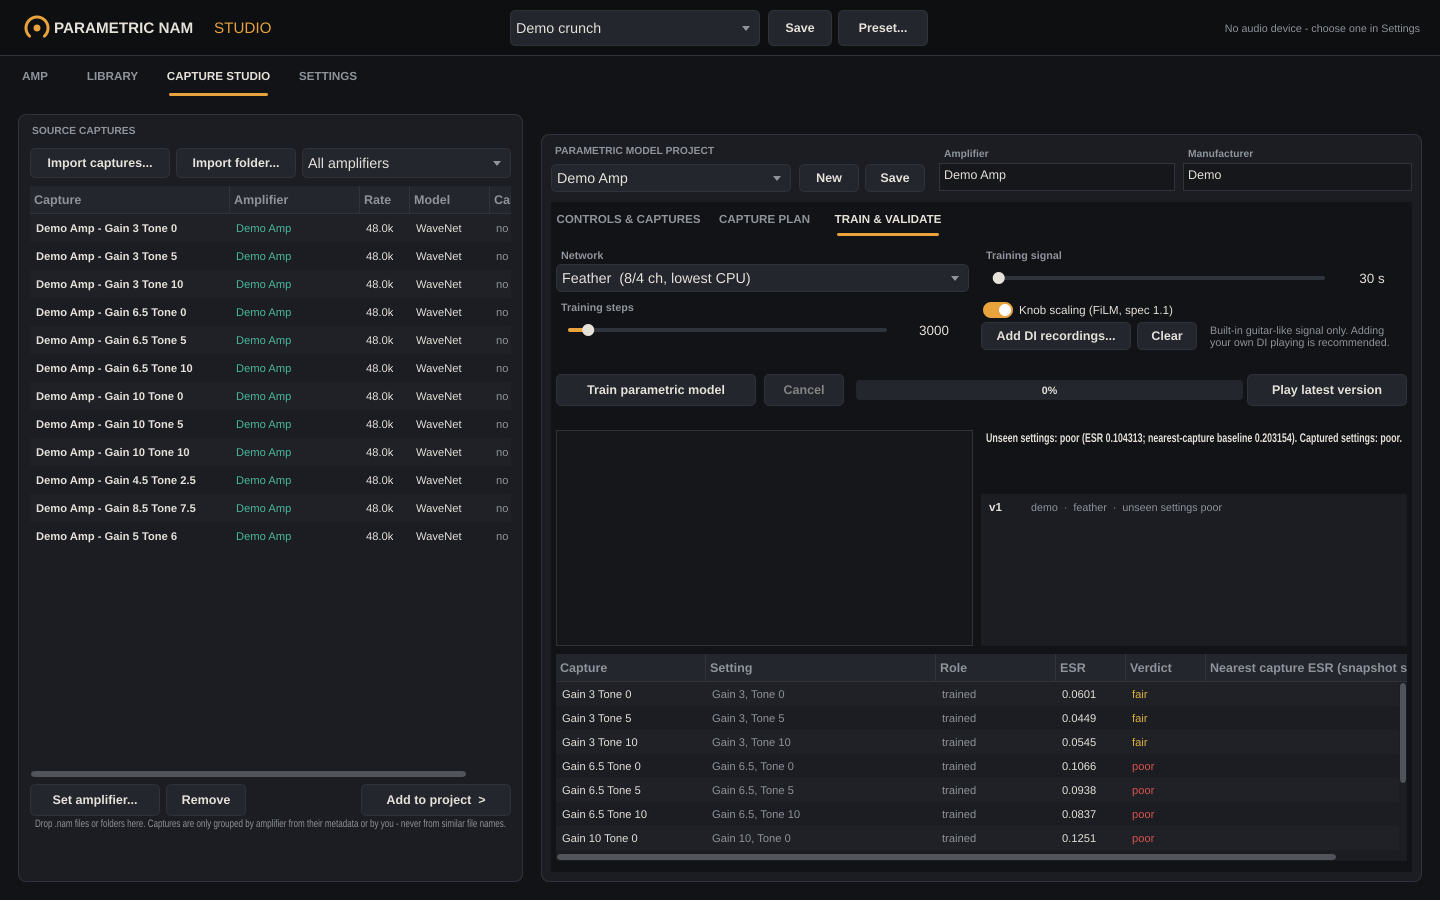 PARAMETRIC NAM STUDIO
Demo crunch
Save
Preset...
No audio device - choose one in Settings
AMP
LIBRARY
CAPTURE STUDIO
SETTINGS
SOURCE CAPTURES
Import captures...
Import folder...
All amplifiers
Capture Amplifier Rate Model Ca
Demo Amp - Gain 3 Tone 0 Demo Amp 48.0k WaveNet no
Demo Amp - Gain 3 Tone 5 Demo Amp 48.0k WaveNet no
Demo Amp - Gain 3 Tone 10 Demo Amp 48.0k WaveNet no
Demo Amp - Gain 6.5 Tone 0 Demo Amp 48.0k WaveNet no
Demo Amp - Gain 6.5 Tone 5 Demo Amp 48.0k WaveNet no
Demo Amp - Gain 6.5 Tone 10 Demo Amp 48.0k WaveNet no
Demo Amp - Gain 10 Tone 0 Demo Amp 48.0k WaveNet no
Demo Amp - Gain 10 Tone 5 Demo Amp 48.0k WaveNet no
Demo Amp - Gain 10 Tone 10 Demo Amp 48.0k WaveNet no
Demo Amp - Gain 4.5 Tone 2.5 Demo Amp 48.0k WaveNet no
Demo Amp - Gain 8.5 Tone 7.5 Demo Amp 48.0k WaveNet no
Demo Amp - Gain 5 Tone 6 Demo Amp 48.0k WaveNet no
Set amplifier...
Remove
Add to project >
Drop .nam files or folders here. Captures are only grouped by amplifier from their metadata or by you - never from similar file names.
PARAMETRIC MODEL PROJECT
Demo Amp
New
Save
Amplifier
Demo Amp
Manufacturer
Demo
CONTROLS & CAPTURES
CAPTURE PLAN
TRAIN & VALIDATE
Network
Feather (8/4 ch, lowest CPU)
Training signal
30 s
Training steps
3000
Knob scaling (FiLM, spec 1.1)
Add DI recordings...
Clear
Built-in guitar-like signal only. Adding
your own DI playing is recommended.
Train parametric model
Cancel
0%
Play latest version
Unseen settings: poor (ESR 0.104313; nearest-capture baseline 0.203154). Captured settings: poor.
v1 demo · feather · unseen settings poor
Capture Setting Role ESR Verdict Nearest capture ESR (snapshot s
Gain 3 Tone 0 Gain 3, Tone 0 trained 0.0601 fair
Gain 3 Tone 5 Gain 3, Tone 5 trained 0.0449 fair
Gain 3 Tone 10 Gain 3, Tone 10 trained 0.0545 fair
Gain 6.5 Tone 0 Gain 6.5, Tone 0 trained 0.1066 poor
Gain 6.5 Tone 5 Gain 6.5, Tone 5 trained 0.0938 poor
Gain 6.5 Tone 10 Gain 6.5, Tone 10 trained 0.0837 poor
Gain 10 Tone 0 Gain 10, Tone 0 trained 0.1251 poor